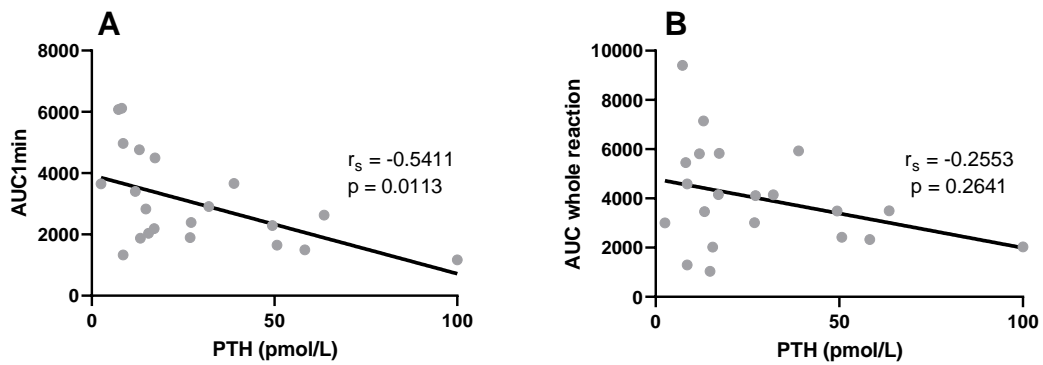 A
AUC1min
8000
6000
4000
2000
0
r_s = -0.5411
p = 0.0113
0 50 100
PTH (pmol/L)
B
AUC whole reaction
10000
8000
6000
4000
2000
0
r_s = -0.2553
p = 0.2641
0 50 100
PTH (pmol/L)